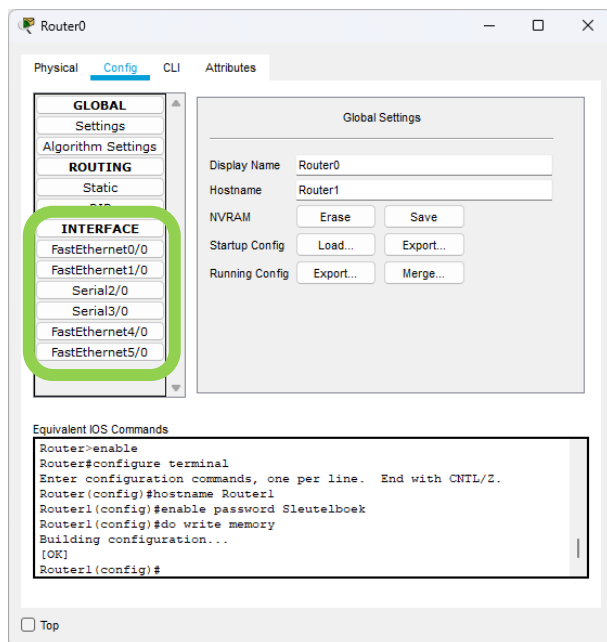 Router0
Physical Config CLI Attributes
GLOBAL
Settings
Algorithm Settings
ROUTING
Static
INTERFACE
FastEthernet0/0
FastEthernet1/0
Serial2/0
Serial3/0
FastEthernet4/0
FastEthernet5/0
Global Settings
Display Name Router0
Hostname Router1
NVRAM Erase Save
Startup Config Load... Export...
Running Config Export... Merge...
Equivalent IOS Commands
Router>enable
Router#configure terminal
Enter configuration commands, one per line. End with CNTL/Z.
Router(config)#hostname Router1
Router1(config)#enable password Sleutelboek
Router1(config)#do write memory
Building configuration...
[OK]
Router1(config)#
Top